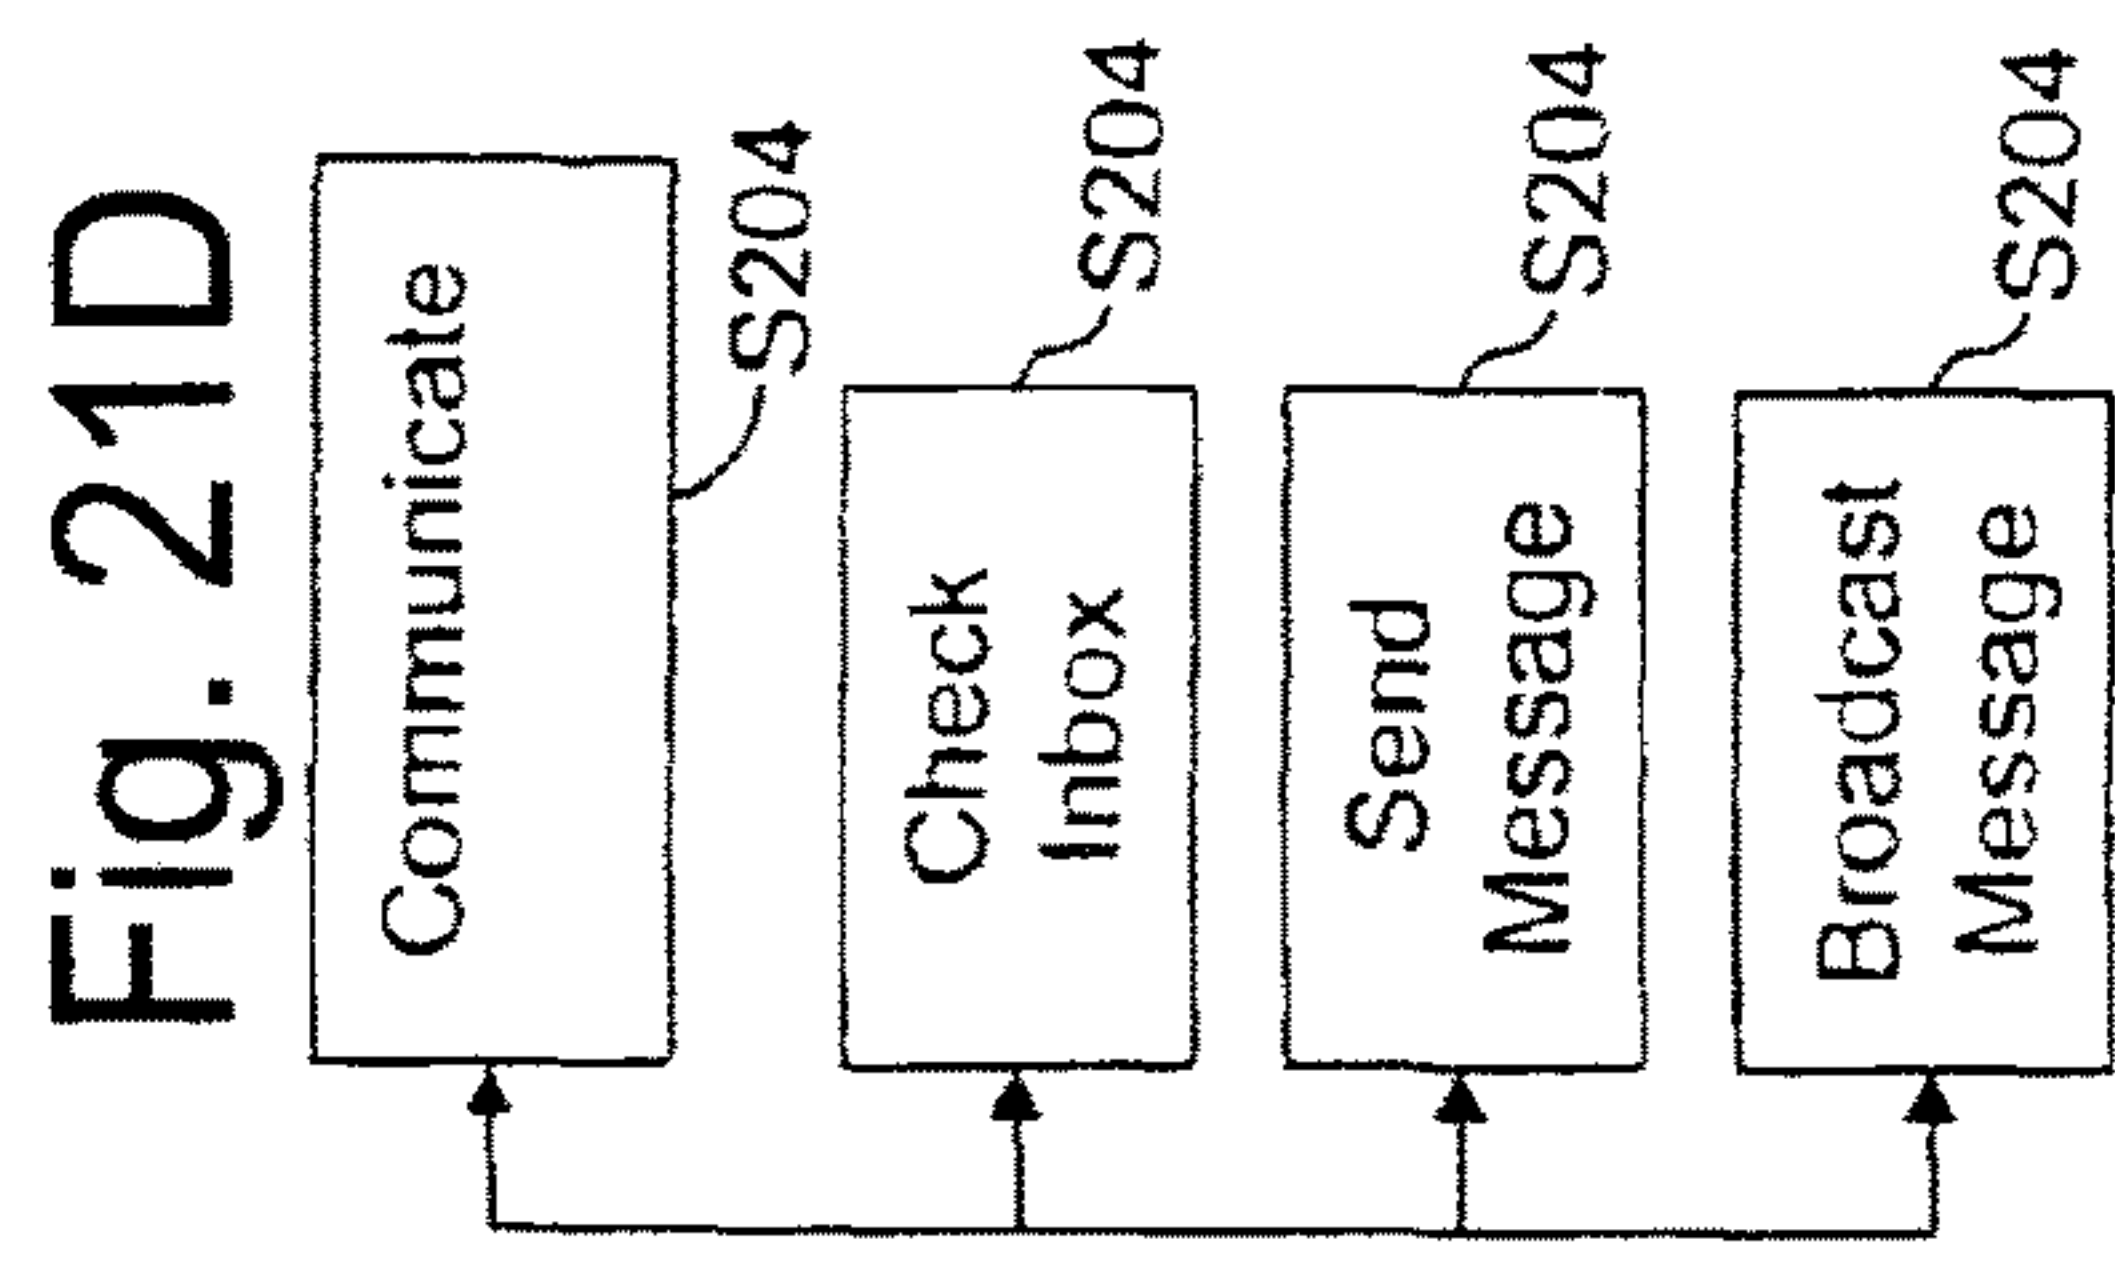 Fig. 21D
Communicate
S204
Check
Inbox
S204
Send
Message
S204
Broadcast
Message
S204